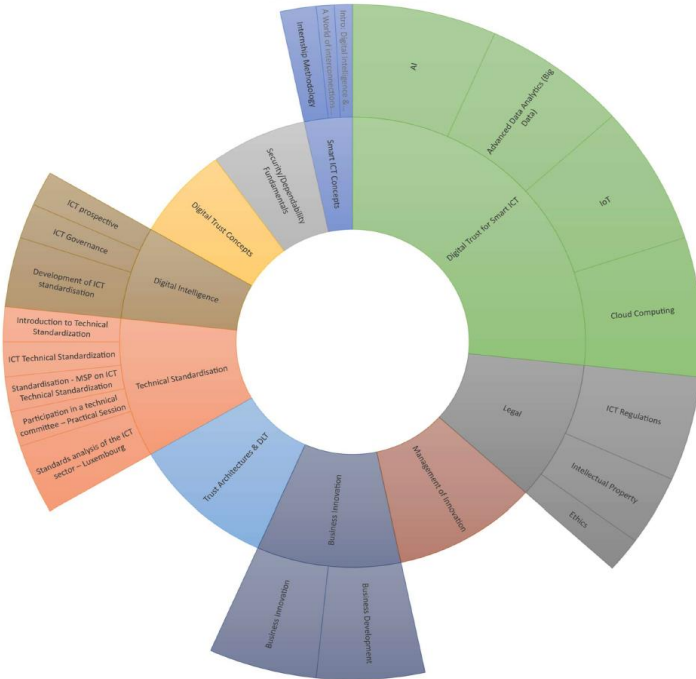 AI
Advanced Data Analytics (Big
Data)
IoT
Cloud Computing
Digital Trust for Smart ICT
Legal
ICT Regulations
Intellectual Property
Ethics
Management of Innovation
Business Innovation
Business Development
Business Innovation
Trust Architectures & DLT
Technical Standardisation
Standards analysis of the ICT
sector – Luxembourg
Participation in a technical
committee – Practical Session
Standardisation - MSP on ICT
Technical Standardization
ICT Technical Standardization
Introduction to Technical
Standardization
Digital Intelligence
Development of ICT
standardisation
ICT Governance
ICT prospective
Digital Trust Concepts
Security/Dependability
Fundamentals
Smart ICT Concepts
Internship Methodology
A World of Interconnections...
Intro: Digital Intelligence &...